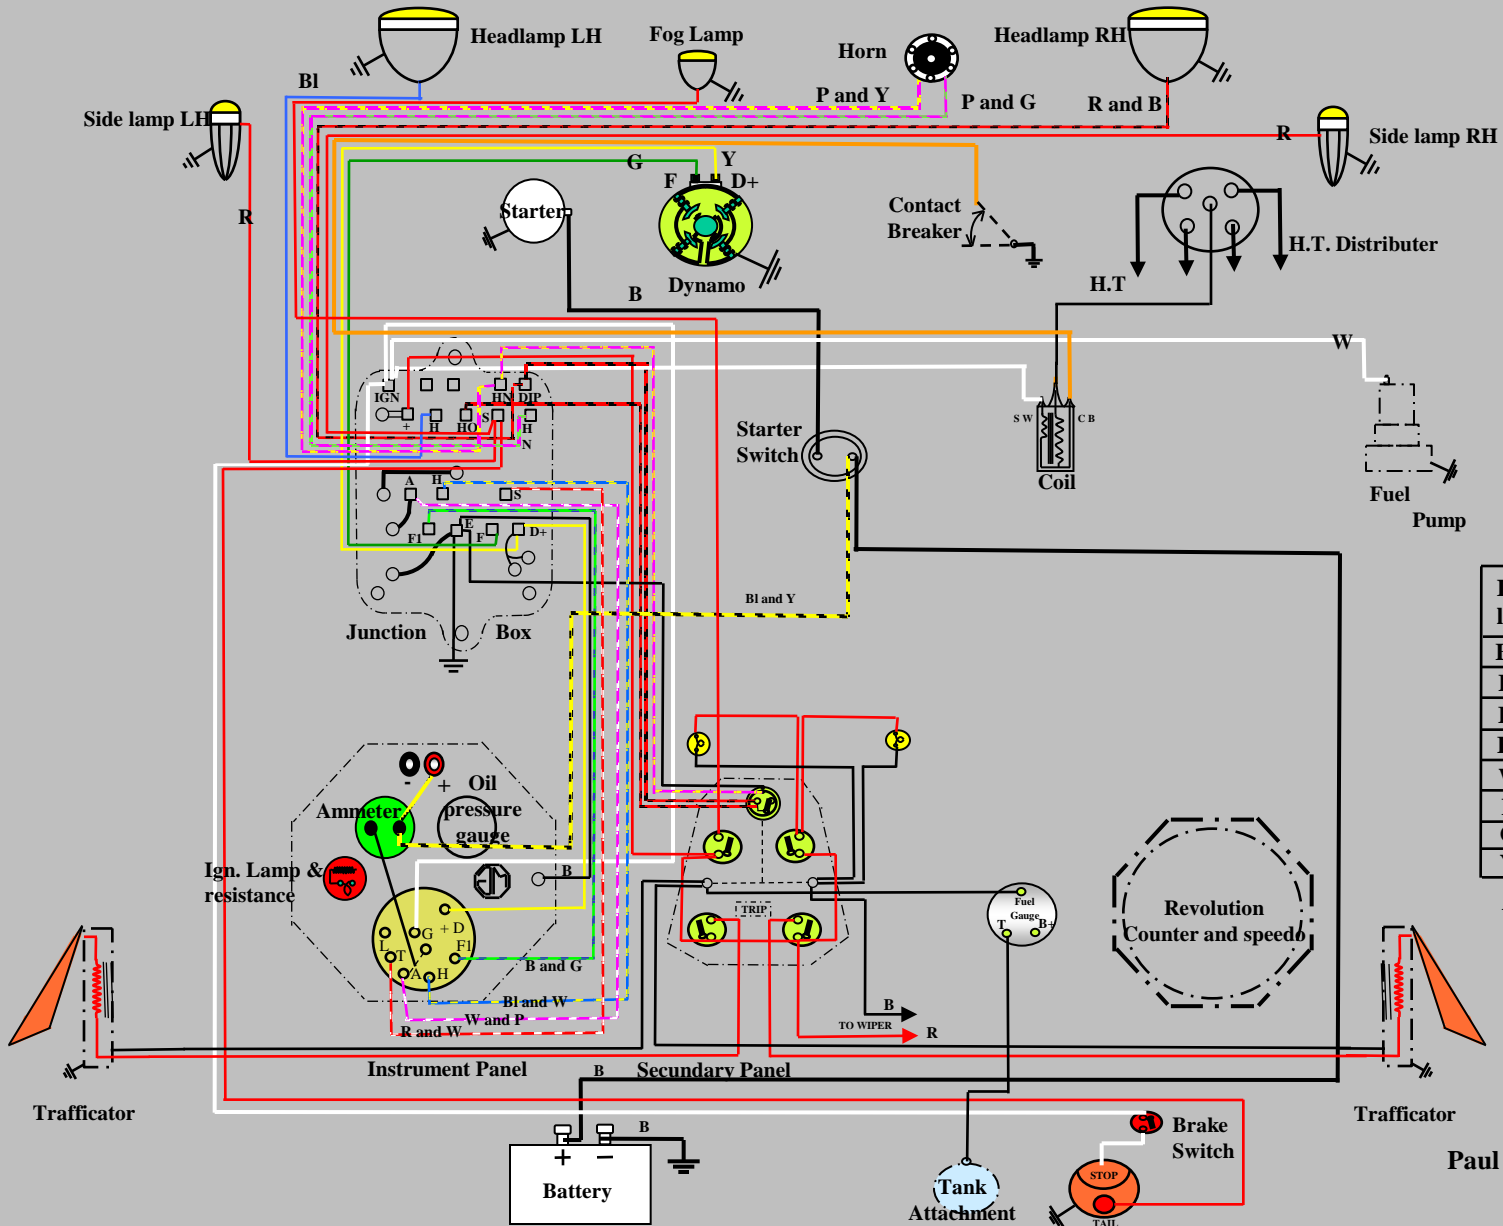 Headlamp LH
Fog Lamp
Horn
Headlamp RH
Bl
P and Y
P and G
R and B
Side lamp LH
R
Side lamp RH
R
G
Y
F
D+
Starter
Contact
Breaker
H.T. Distributer
Dynamo
H.T
B
W
IGN
HN
DIP
+
H
HO
S
H
N
S W
C B
Starter
Switch
Coil
Fuel
Pump
A
H
S
F1
E
F
D+
Bl and Y
Junction
Box
-
+
Oil
pressure
gauge
Ammeter
Ign. Lamp &
resistance
B
TRIP
Fuel
Gauge
T
B+
Revolution
Counter and speedo
G
+ D
L
T
F1
A
H
B and G
Bl and W
W and P
R and W
B
TO WIPER
R
Instrument Panel
Secundary Panel
B
Trafficator
Trafficator
B
+
–
Battery
Tank
Attachment
Brake
Switch
STOP
TAIL
Paul